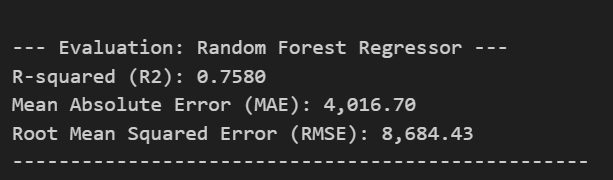 --- Evaluation: Random Forest Regressor ---
R-squared (R2): 0.7580
Mean Absolute Error (MAE): 4,016.70
Root Mean Squared Error (RMSE): 8,684.43
--------------------------------------------------